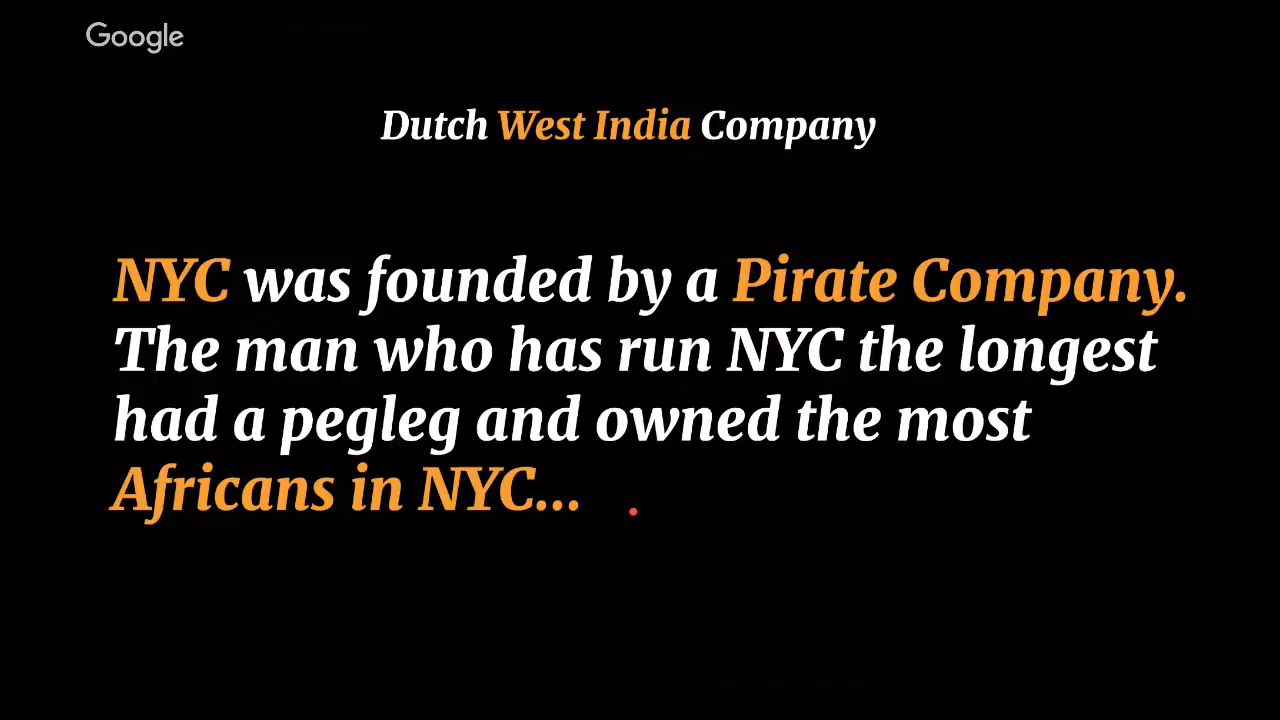 Google
Dutch West India Company
NYC was founded by a Pirate Company.
The man who has run NYC the longest
had a pegleg and owned the most
Africans in NYC...